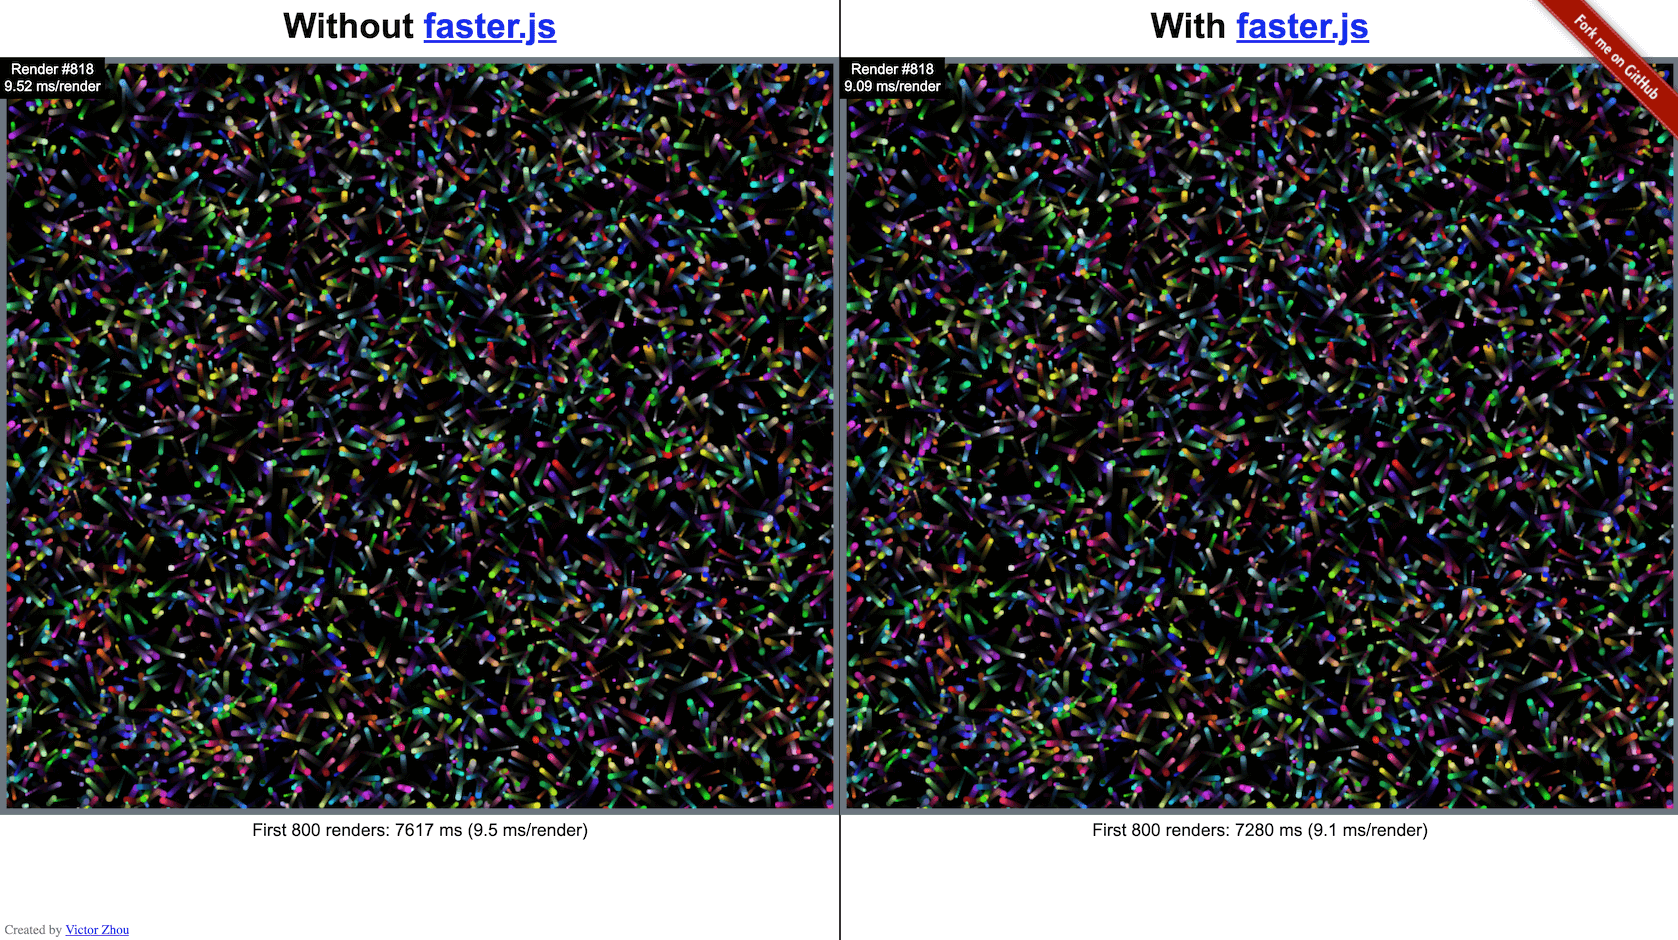 Without faster.js
Render #818
9.52 ms/render
First 800 renders: 7617 ms (9.5 ms/render)
With faster.js
Render #818
9.09 ms/render
First 800 renders: 7280 ms (9.1 ms/render)
Fork me on GitHub
Created by Victor Zhou